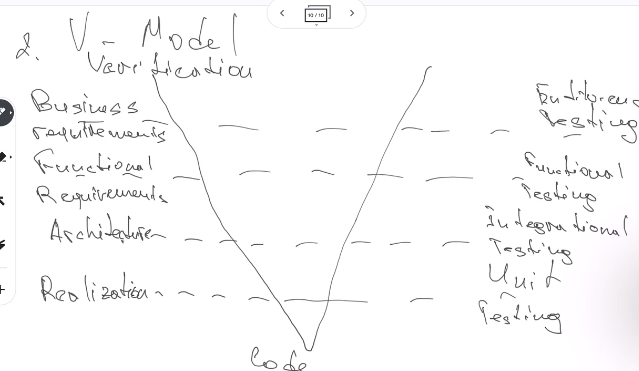 10 / 10
2. V - Model
Verification
Business
requirements
Functional
Requirements
Architecture
Realization
Code
Testing
Functional
Testing
Integrational
Testing
Unit
Testing